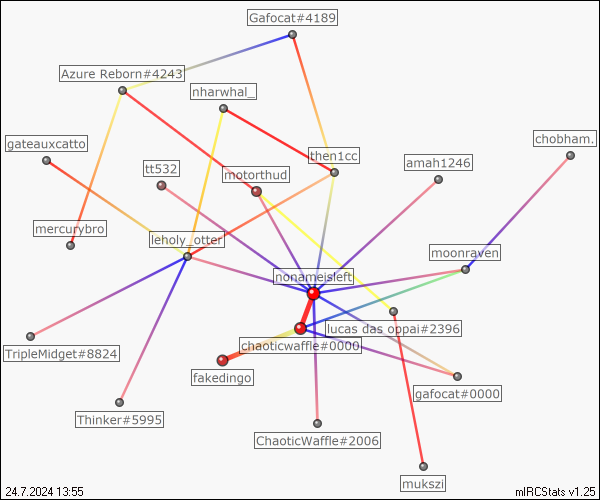 Gafocat#4189
Azure Reborn#4243
nharwhal_
chobham.
gateauxcatto
then1cc
amah1246
tt532
motorthud
mercurybro
leholy_otter
moonraven
nonameisleft
lucas das oppai#2396
chaoticwaffle#0000
TripleMidget#8824
fakedingo
gafocat#0000
Thinker#5995
ChaoticWaffle#2006
mukszi
24.7.2024 13:55
mIRCStats v1.25